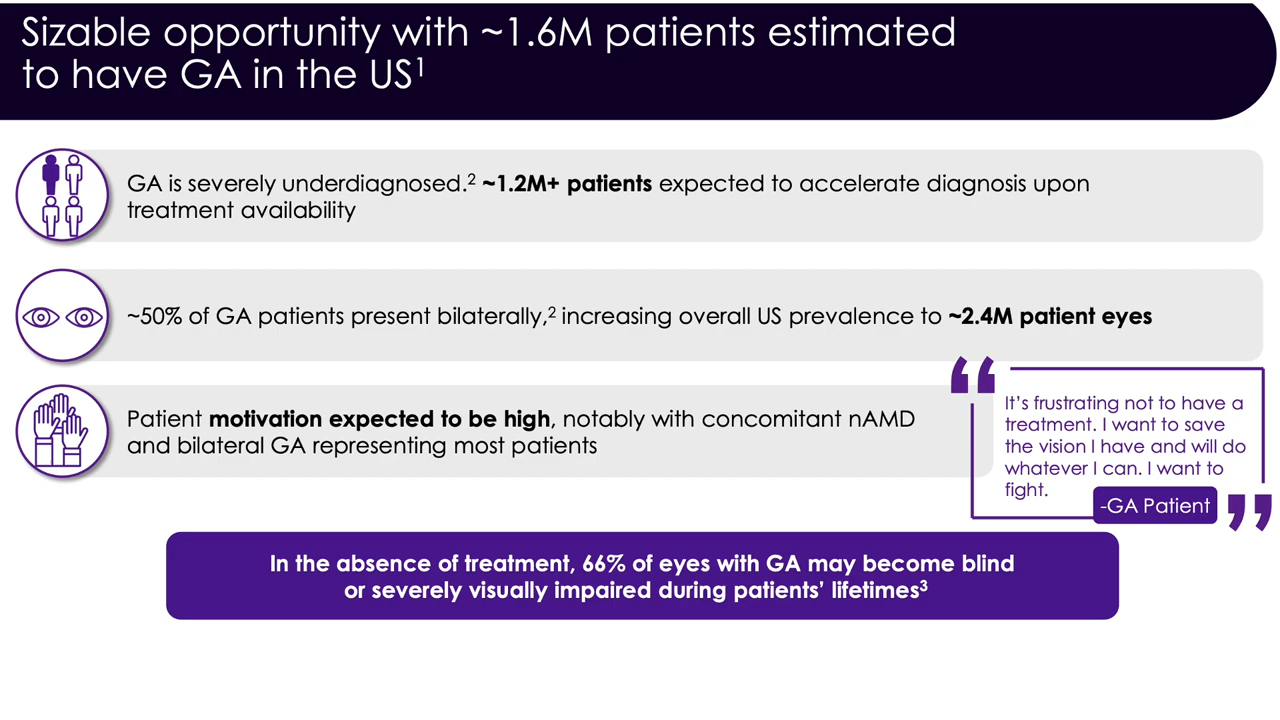 Sizable opportunity with ~1.6M patients estimated
to have GA in the US¹
GA is severely underdiagnosed.² ~1.2M+ patients expected to accelerate diagnosis upon
treatment availability
~50% of GA patients present bilaterally,² increasing overall US prevalence to ~2.4M patient eyes
Patient motivation expected to be high, notably with concomitant nAMD
and bilateral GA representing most patients
“
It’s frustrating not to have a
treatment. I want to save
the vision I have and will do
whatever I can. I want to
fight.
-GA Patient
”
In the absence of treatment, 66% of eyes with GA may become blind
or severely visually impaired during patients’ lifetimes³